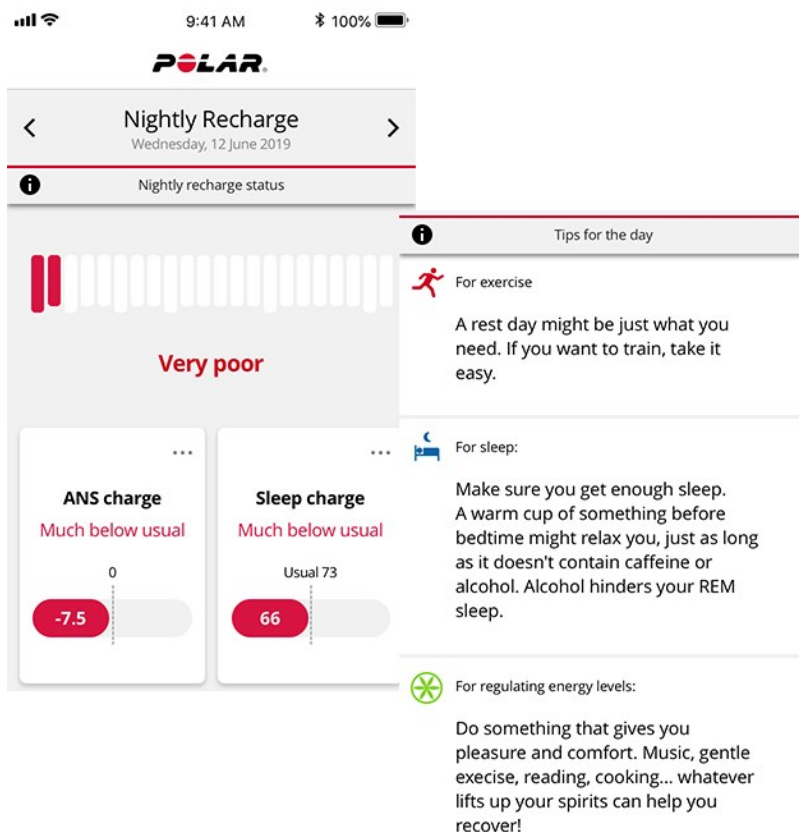 9:41 AM
100%
POLAR
Nightly Recharge
Wednesday, 12 June 2019
Nightly recharge status
Very poor
ANS charge
Much below usual
0
-7.5
Sleep charge
Much below usual
Usual 73
66
Tips for the day
For exercise
A rest day might be just what you
need. If you want to train, take it
easy.
For sleep:
Make sure you get enough sleep.
A warm cup of something before
bedtime might relax you, just as long
as it doesn't contain caffeine or
alcohol. Alcohol hinders your REM
sleep.
For regulating energy levels:
Do something that gives you
pleasure and comfort. Music, gentle
execise, reading, cooking... whatever
lifts up your spirits can help you
recover!